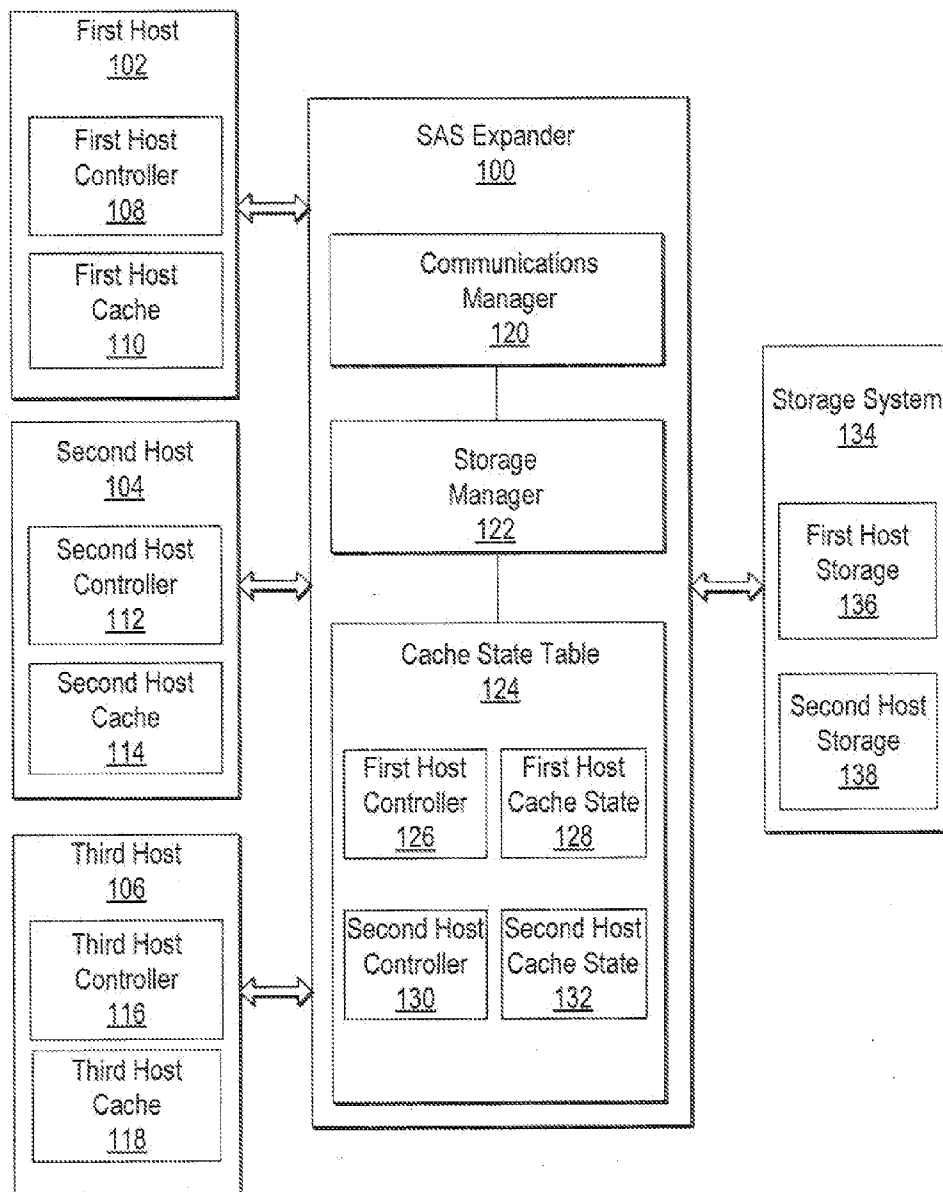 First Host
102
First Host
Controller
108
First Host
Cache
110
Second Host
104
Second Host
Controller
112
Second Host
Cache
114
Third Host
106
Third Host
Controller
116
Third Host
Cache
118
SAS Expander
100
Communications
Manager
120
Storage
Manager
122
Cache State Table
124
First Host
Controller
126
First Host
Cache State
128
Second Host
Controller
130
Second Host
Cache State
132
Storage System
134
First Host
Storage
136
Second Host
Storage
138